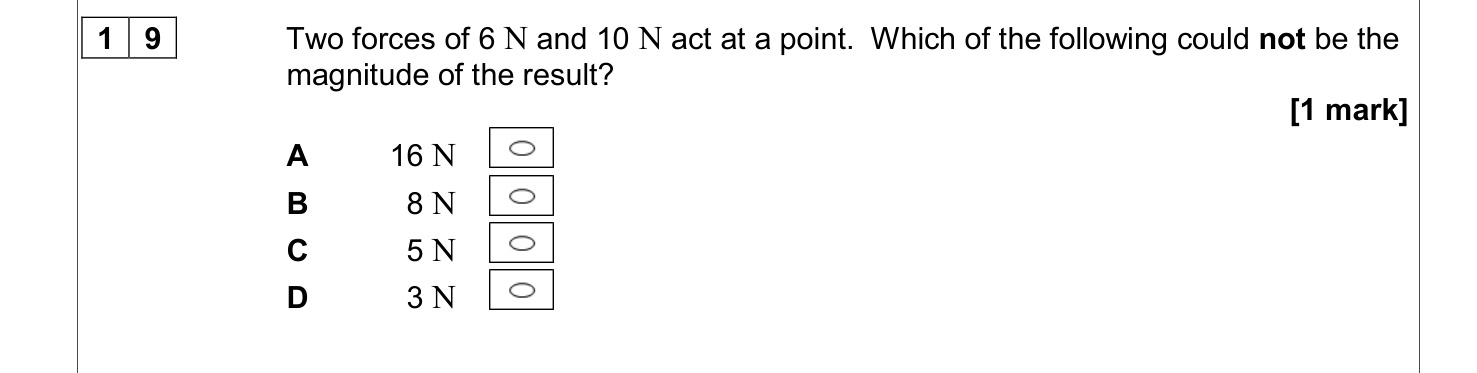 1 9
Two forces of 6 N and 10 N act at a point. Which of the following could not be the
magnitude of the result?
[1 mark]
A 16 N
B 8 N
C 5 N
D 3 N